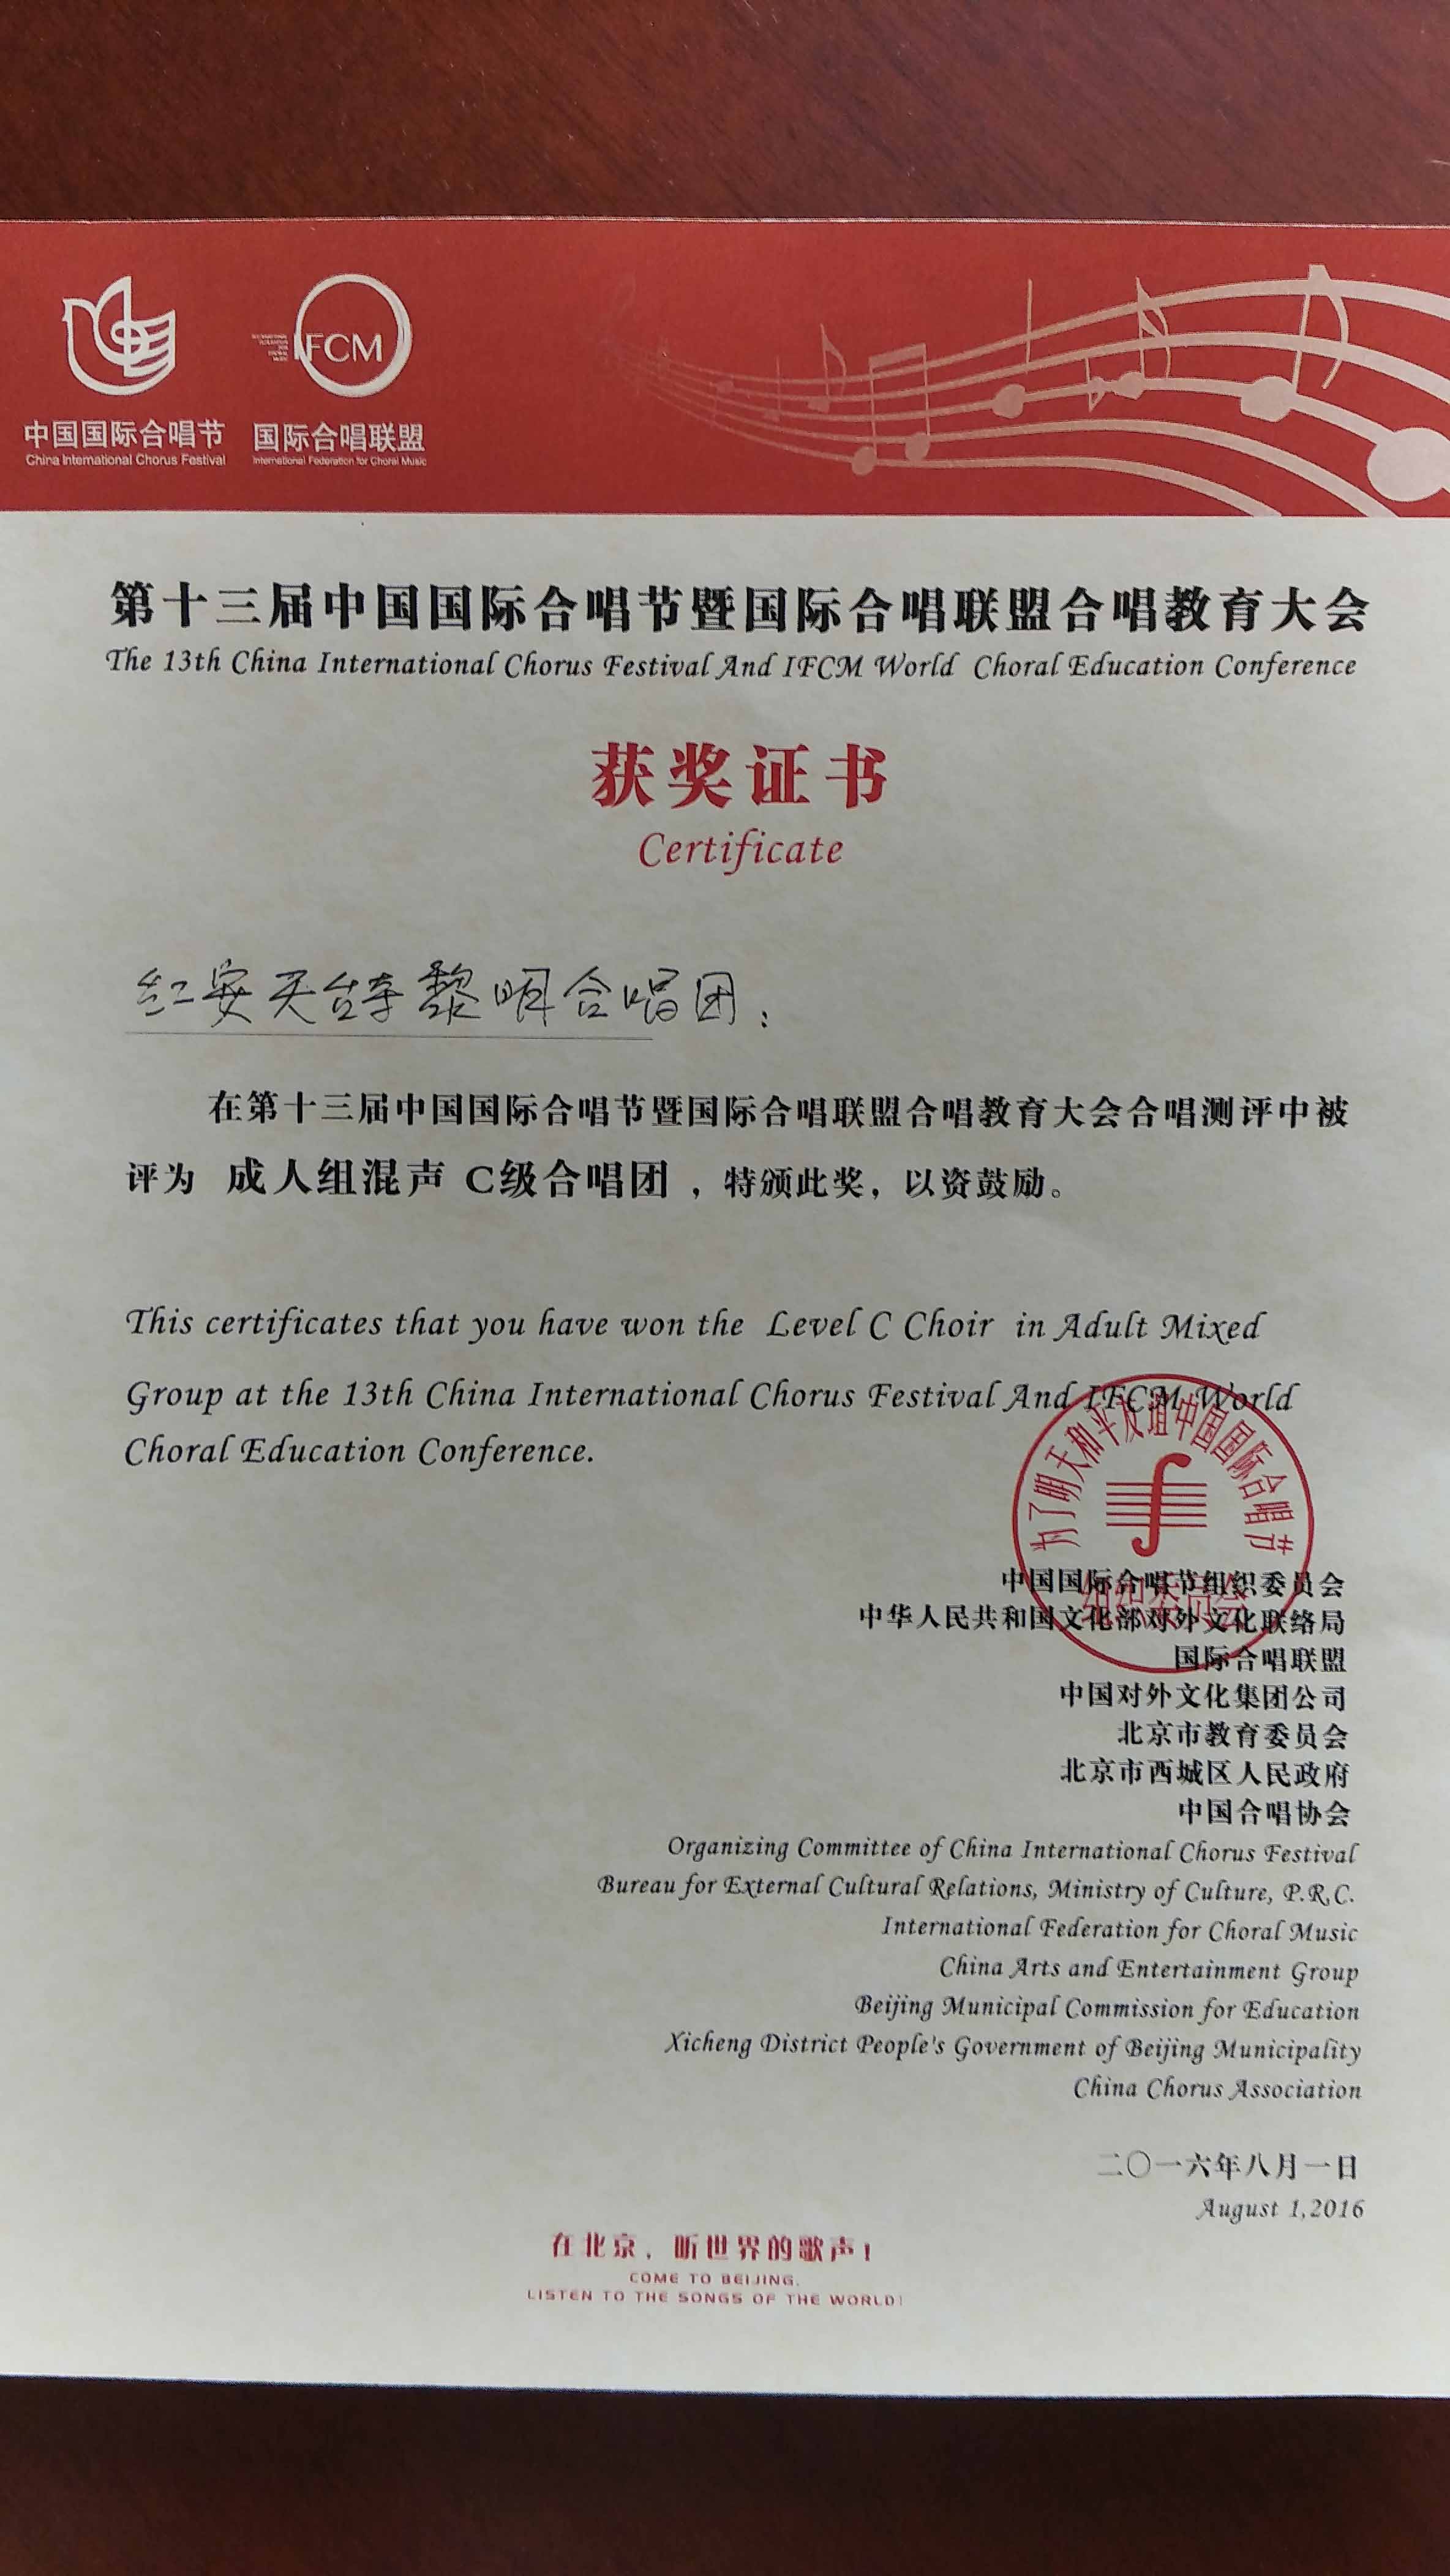 FCM
中国国际合唱节
China International Chorus Festival
国际合唱联盟
International Federation for Choral Music
第十三届中国国际合唱节暨国际合唱联盟合唱教育大会
The 13th China International Chorus Festival And IFCM World Choral Education Conference
获奖证书
Certificate
红安天台寺黎明合唱团:
在第十三届中国国际合唱节暨国际合唱联盟合唱教育大会合唱测评中被
评为 成人组混声 C级合唱团 ，特颁此奖，以资鼓励。
This certificates that you have won the Level C Choir in Adult Mixed
Group at the 13th China International Chorus Festival And IFCM World
Choral Education Conference.
为了明天和平友谊中国国际合唱节
组织委员会
中国国际合唱节组织委员会
中华人民共和国文化部对外文化联络局
国际合唱联盟
中国对外文化集团公司
北京市教育委员会
北京市西城区人民政府
中国合唱协会
Organizing Committee of China International Chorus Festival
Bureau for External Cultural Relations, Ministry of Culture, P.R.C.
International Federation for Choral Music
China Arts and Entertainment Group
Beijing Municipal Commission for Education
Xicheng District People's Government of Beijing Municipality
China Chorus Association
二〇一六年八月一日
August 1,2016
在北京，听世界的歌声！
COME TO BEIJING,
LISTEN TO THE SONGS OF THE WORLD!